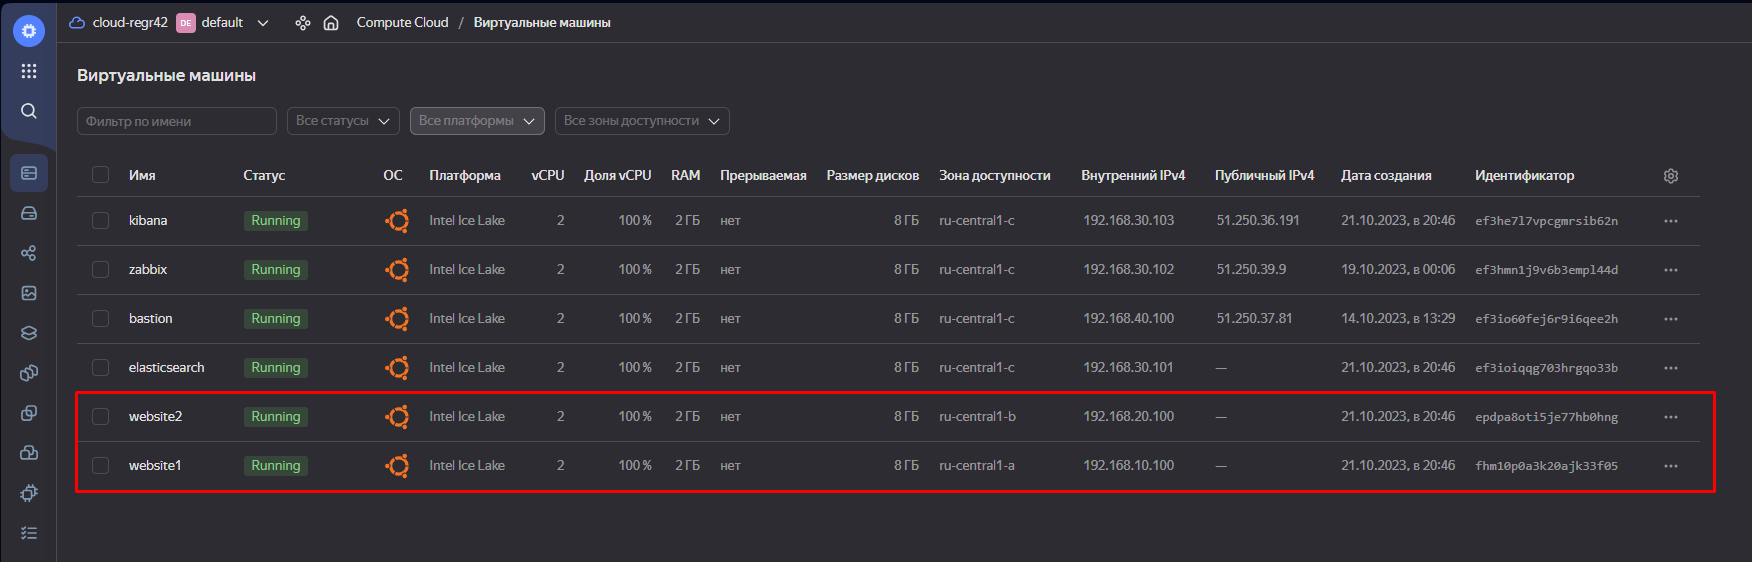 cloud-regr42 DE default Compute Cloud / Виртуальные машины
Виртуальные машины
Фильтр по имени Все статусы Все платформы Все зоны доступности
Имя Статус ОС Платформа vCPU Доля vCPU RAM Прерываемая Размер дисков Зона доступности Внутренний IPv4 Публичный IPv4 Дата создания Идентификатор
kibana Running Intel Ice Lake 2 100 % 2 ГБ нет 8 ГБ ru-central1-c 192.168.30.103 51.250.36.191 21.10.2023, в 20:46 ef3he7l7vpcgmrsib62n
zabbix Running Intel Ice Lake 2 100 % 2 ГБ нет 8 ГБ ru-central1-c 192.168.30.102 51.250.39.9 19.10.2023, в 00:06 ef3hmn1j9v6b3empl44d
bastion Running Intel Ice Lake 2 100 % 2 ГБ нет 8 ГБ ru-central1-c 192.168.40.100 51.250.37.81 14.10.2023, в 13:29 ef3io60fej6r9i6qee2h
elasticsearch Running Intel Ice Lake 2 100 % 2 ГБ нет 8 ГБ ru-central1-c 192.168.30.101 — 21.10.2023, в 20:46 ef3ioiqqg703hrgqo33b
website2 Running Intel Ice Lake 2 100 % 2 ГБ нет 8 ГБ ru-central1-b 192.168.20.100 — 21.10.2023, в 20:46 epdpa8oti5je77hb0hng
website1 Running Intel Ice Lake 2 100 % 2 ГБ нет 8 ГБ ru-central1-a 192.168.10.100 — 21.10.2023, в 20:46 fhm10p0a3k20ajk33f05